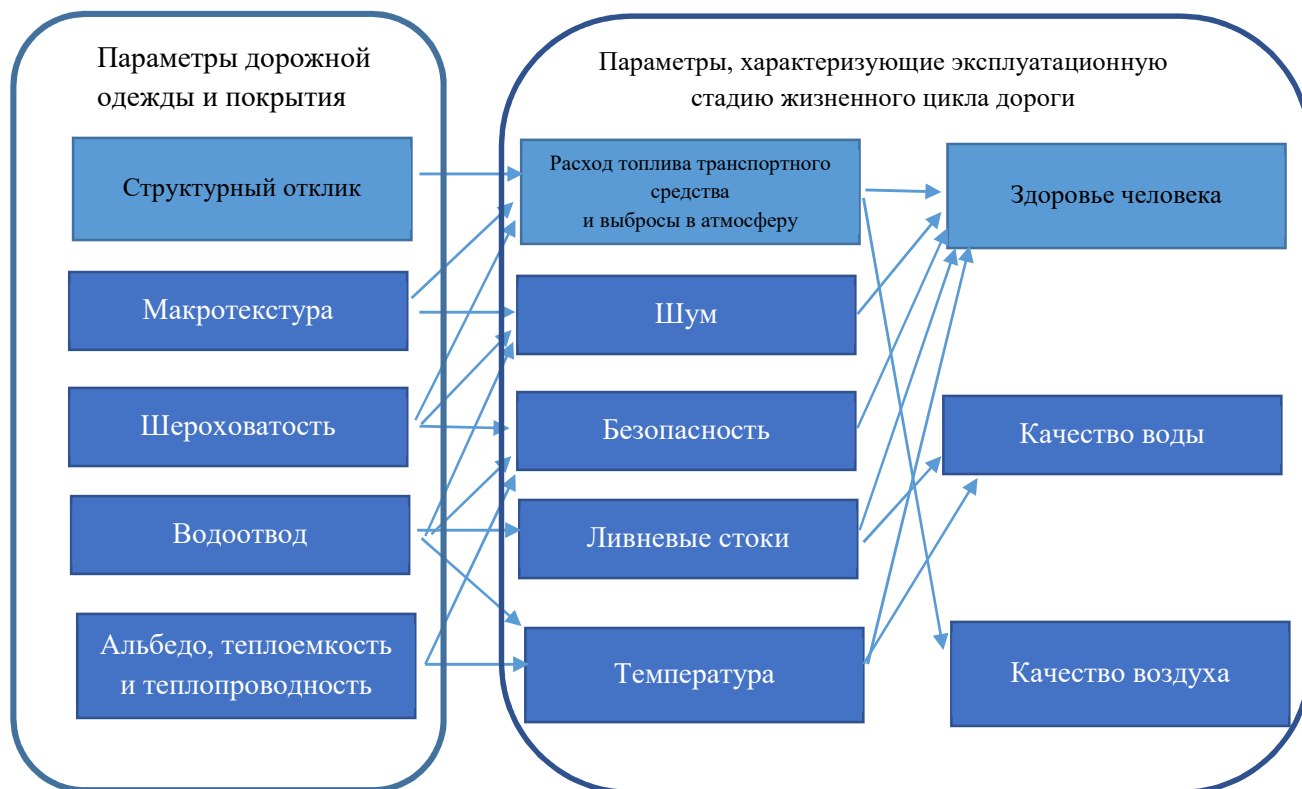 Параметры дорожной
одежды и покрытия
Структурный отклик
Макротекстура
Шероховатость
Водоотвод
Альбедо, теплоемкость
и теплопроводность
Параметры, характеризующие эксплуатационную
стадию жизненного цикла дороги
Расход топлива транспортного
средства
и выбросы в атмосферу
Шум
Безопасность
Ливневые стоки
Температура
Здоровье человека
Качество воды
Качество воздуха